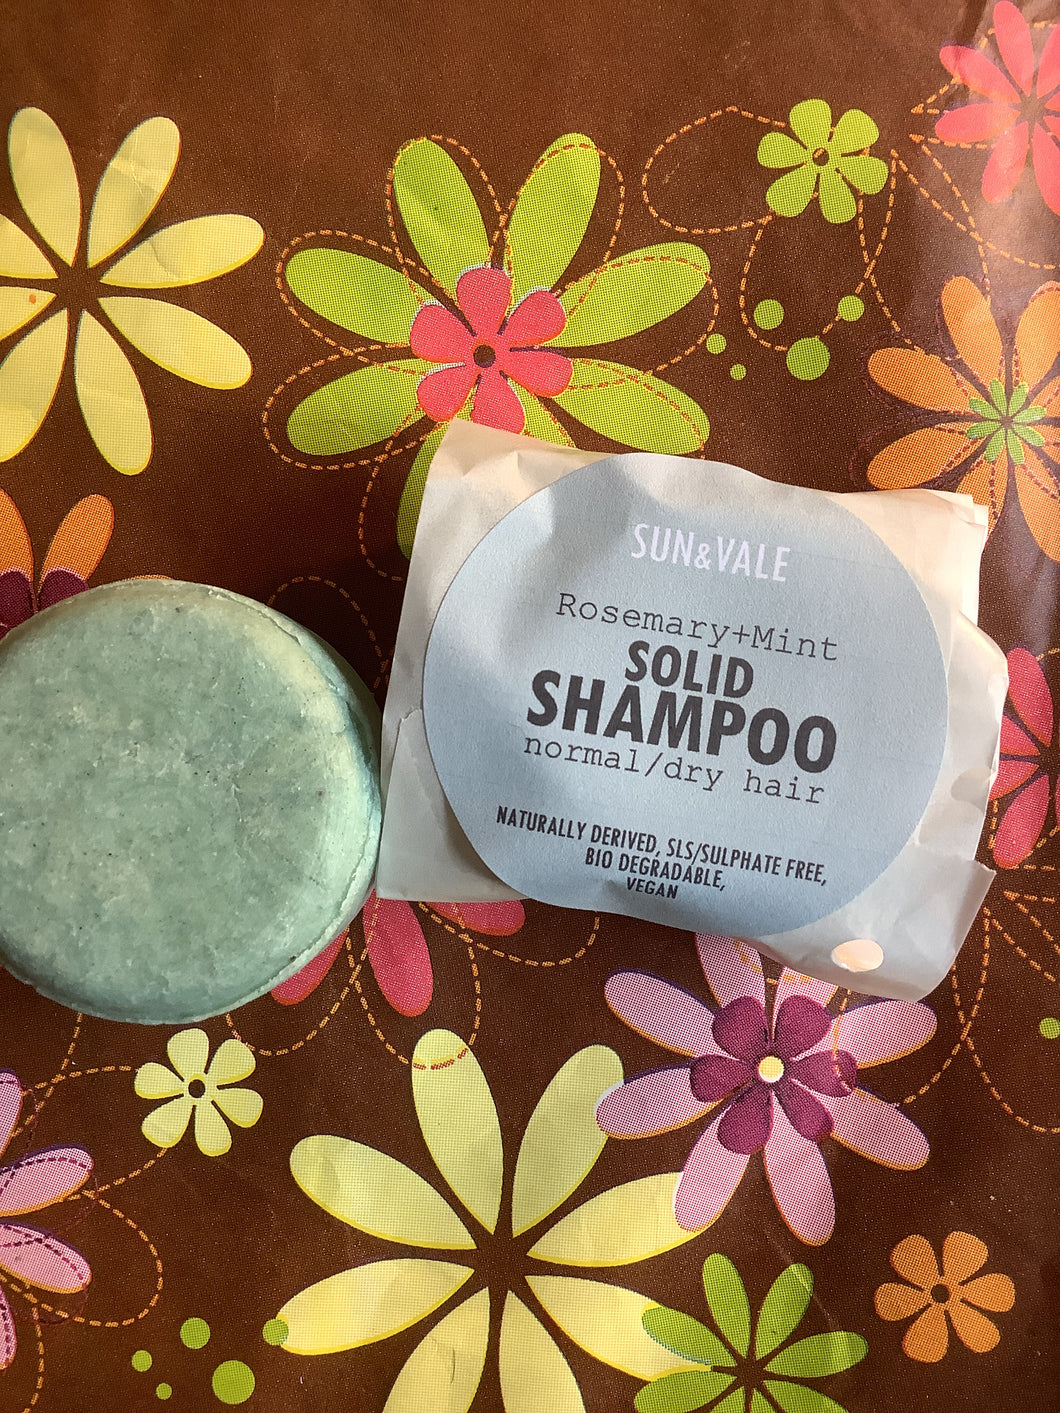 SUN&VALE
Rosemary+Mint
SOLID
SHAMPOO
normal/dry hair
NATURALLY DERIVED, SLS/SULPHATE FREE,
BIO DEGRADABLE,
VEGAN